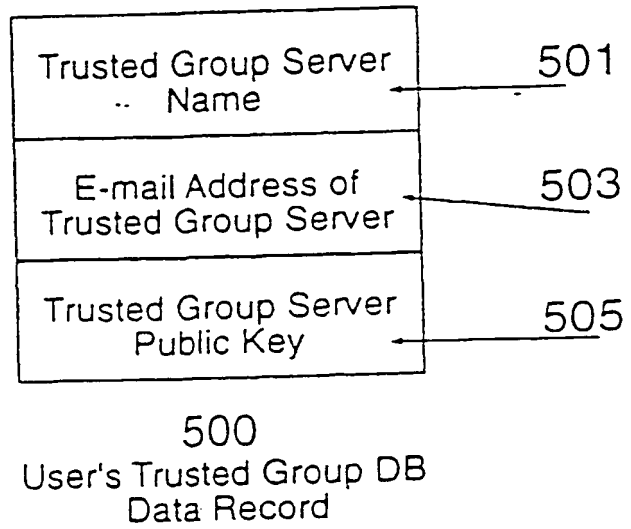 Trusted Group Server
Name
501
E-mail Address of
Trusted Group Server
503
Trusted Group Server
Public Key
505
500
User's Trusted Group DB
Data Record